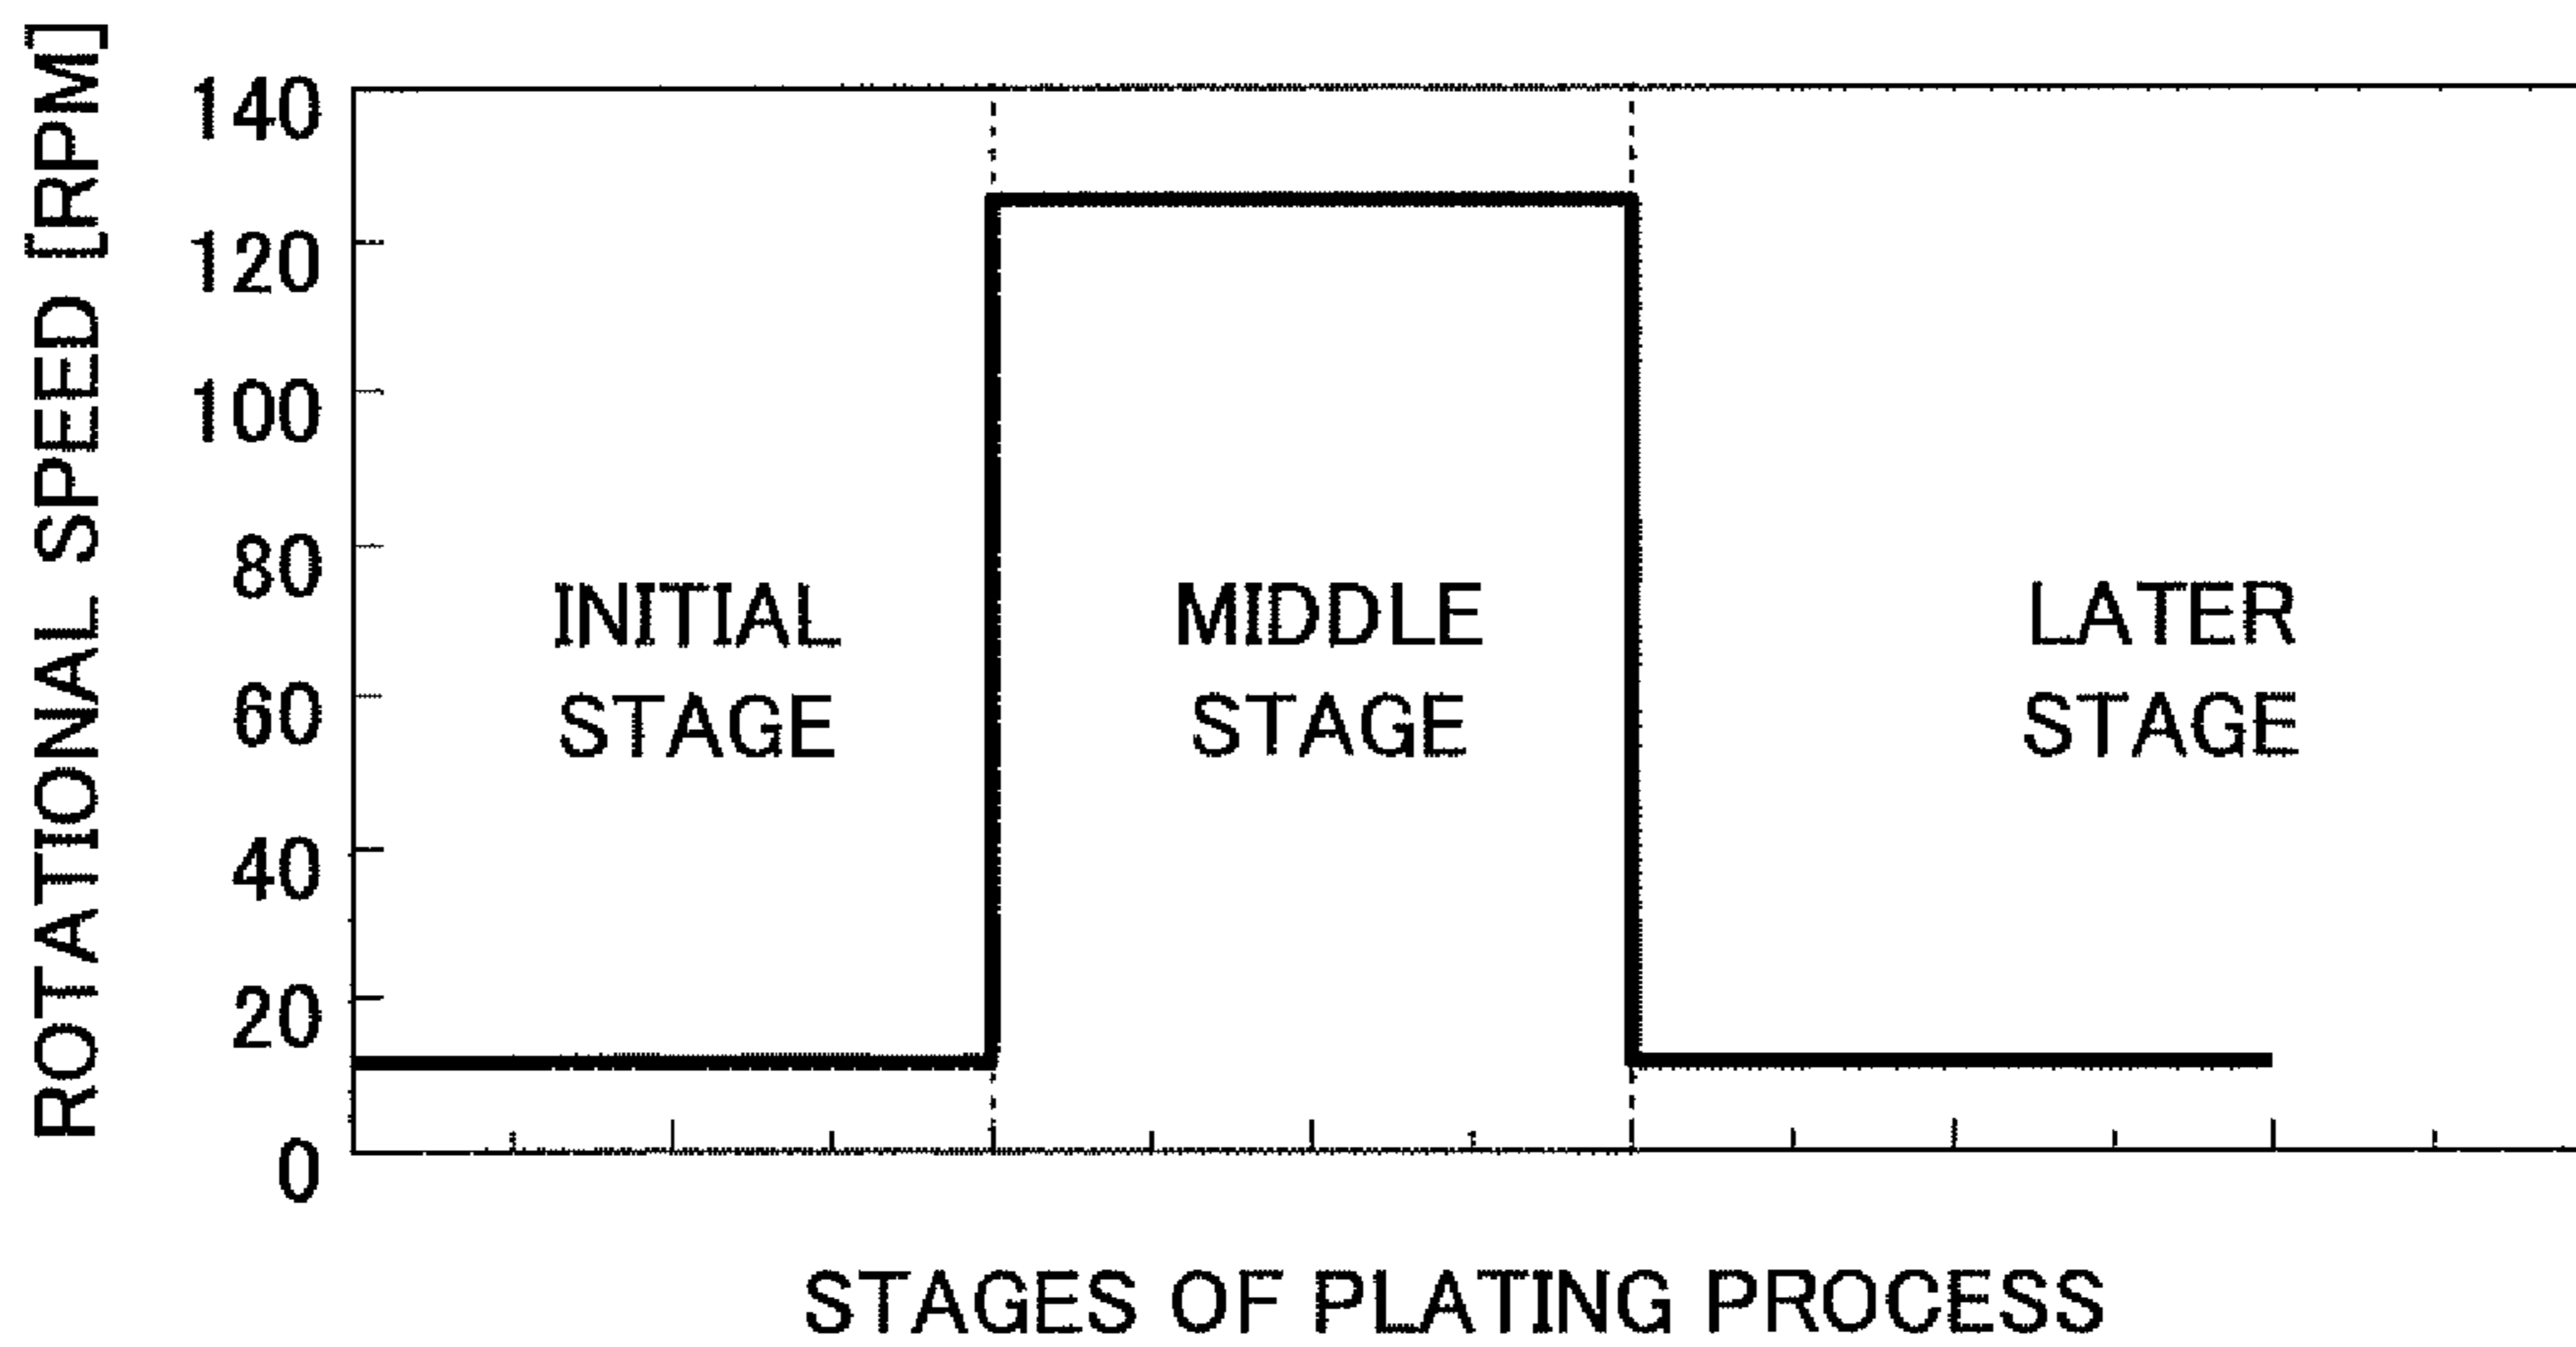 ROTATIONAL SPEED [RPM]
140
120
100
80
60
40
20
0
INITIAL
STAGE
MIDDLE
STAGE
LATER
STAGE
STAGES OF PLATING PROCESS